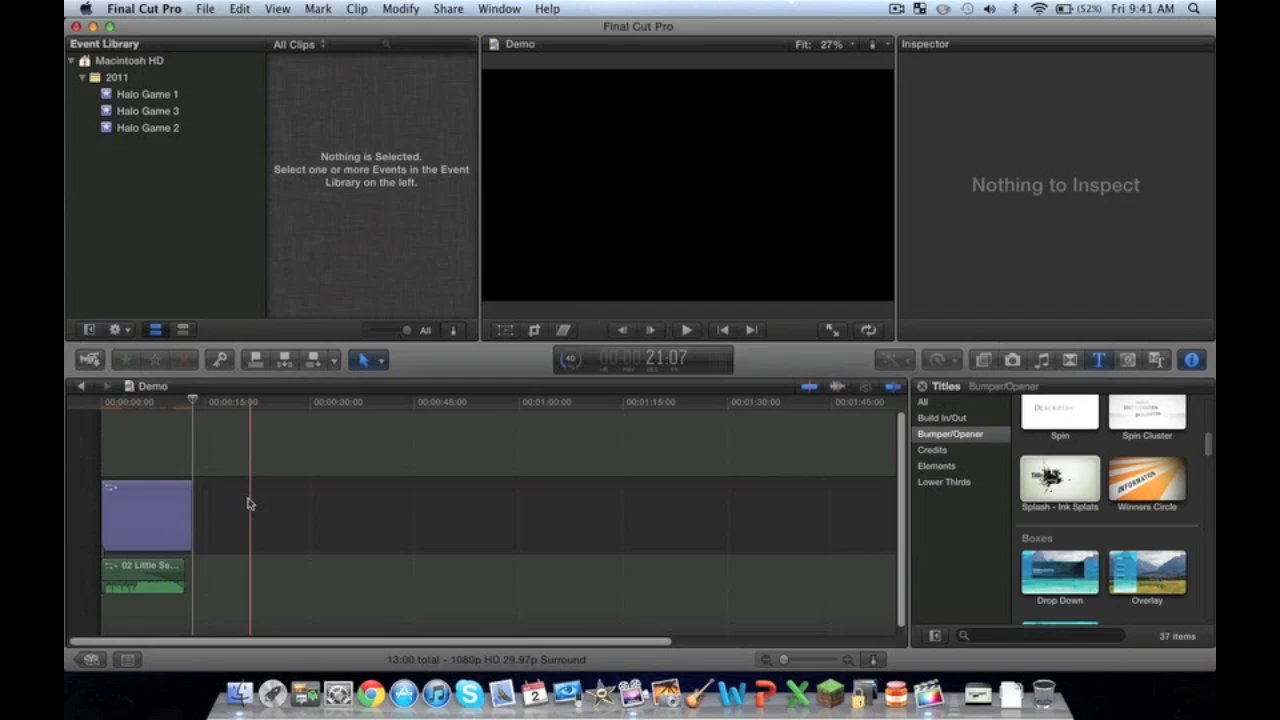 Final Cut Pro File Edit View Mark Clip Modify Share Window Help (52%) Fri 9:41 AM
Final Cut Pro
Event Library All Clips Demo Fit: 27% Inspector
Macintosh HD
2011
Halo Game 1
Halo Game 3
Halo Game 2
Nothing is Selected.
Select one or more Events in the Event
Library on the left.
Nothing to Inspect
All
40 21:07
Demo Titles Bumper/Opener
00:00:00:00 00:00:15:00 00:00:30:00 00:00:45:00 00:01:00:00 00:01:15:00 00:01:30:00 00:01:45:00
All
Build In/Out
Bumper/Opener
Credits
Elements
Lower Thirds
Spin Spin Cluster
INFORMATION
Splash - Ink Splats Winners Circle
Boxes
Drop Down Overlay
02 Little Se...
37 items
13:00 total - 1080p HD 29.97p Surround
2